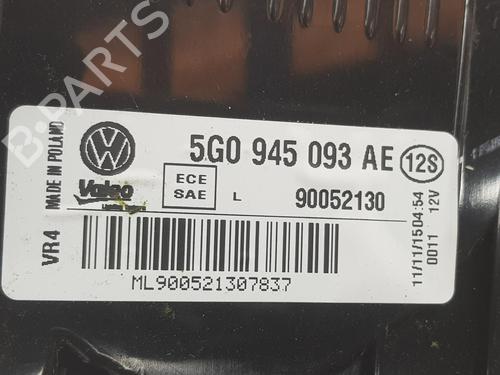 5G0 945 093 AE
12S
ECE
SAE
L
90052130
Valeo
MADE IN POLAND
VR4
ML900521307837
11/11/15 04:54
0011 12V
B-PARTS